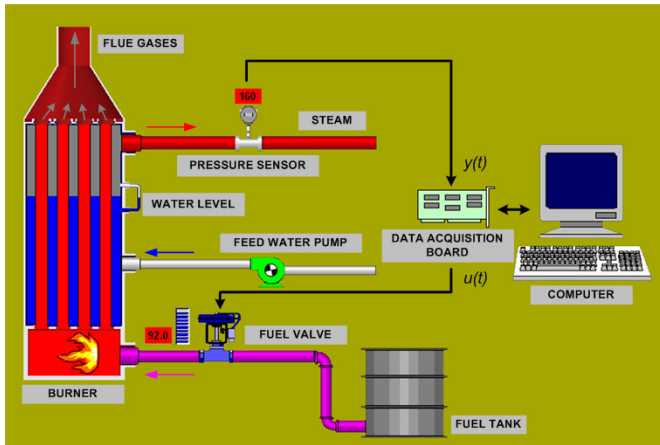 FLUE GASES
160
STEAM
PRESSURE SENSOR
y(t)
WATER LEVEL
FEED WATER PUMP
DATA ACQUISITION
BOARD
u(t)
COMPUTER
92.0
FUEL VALVE
BURNER
FUEL TANK